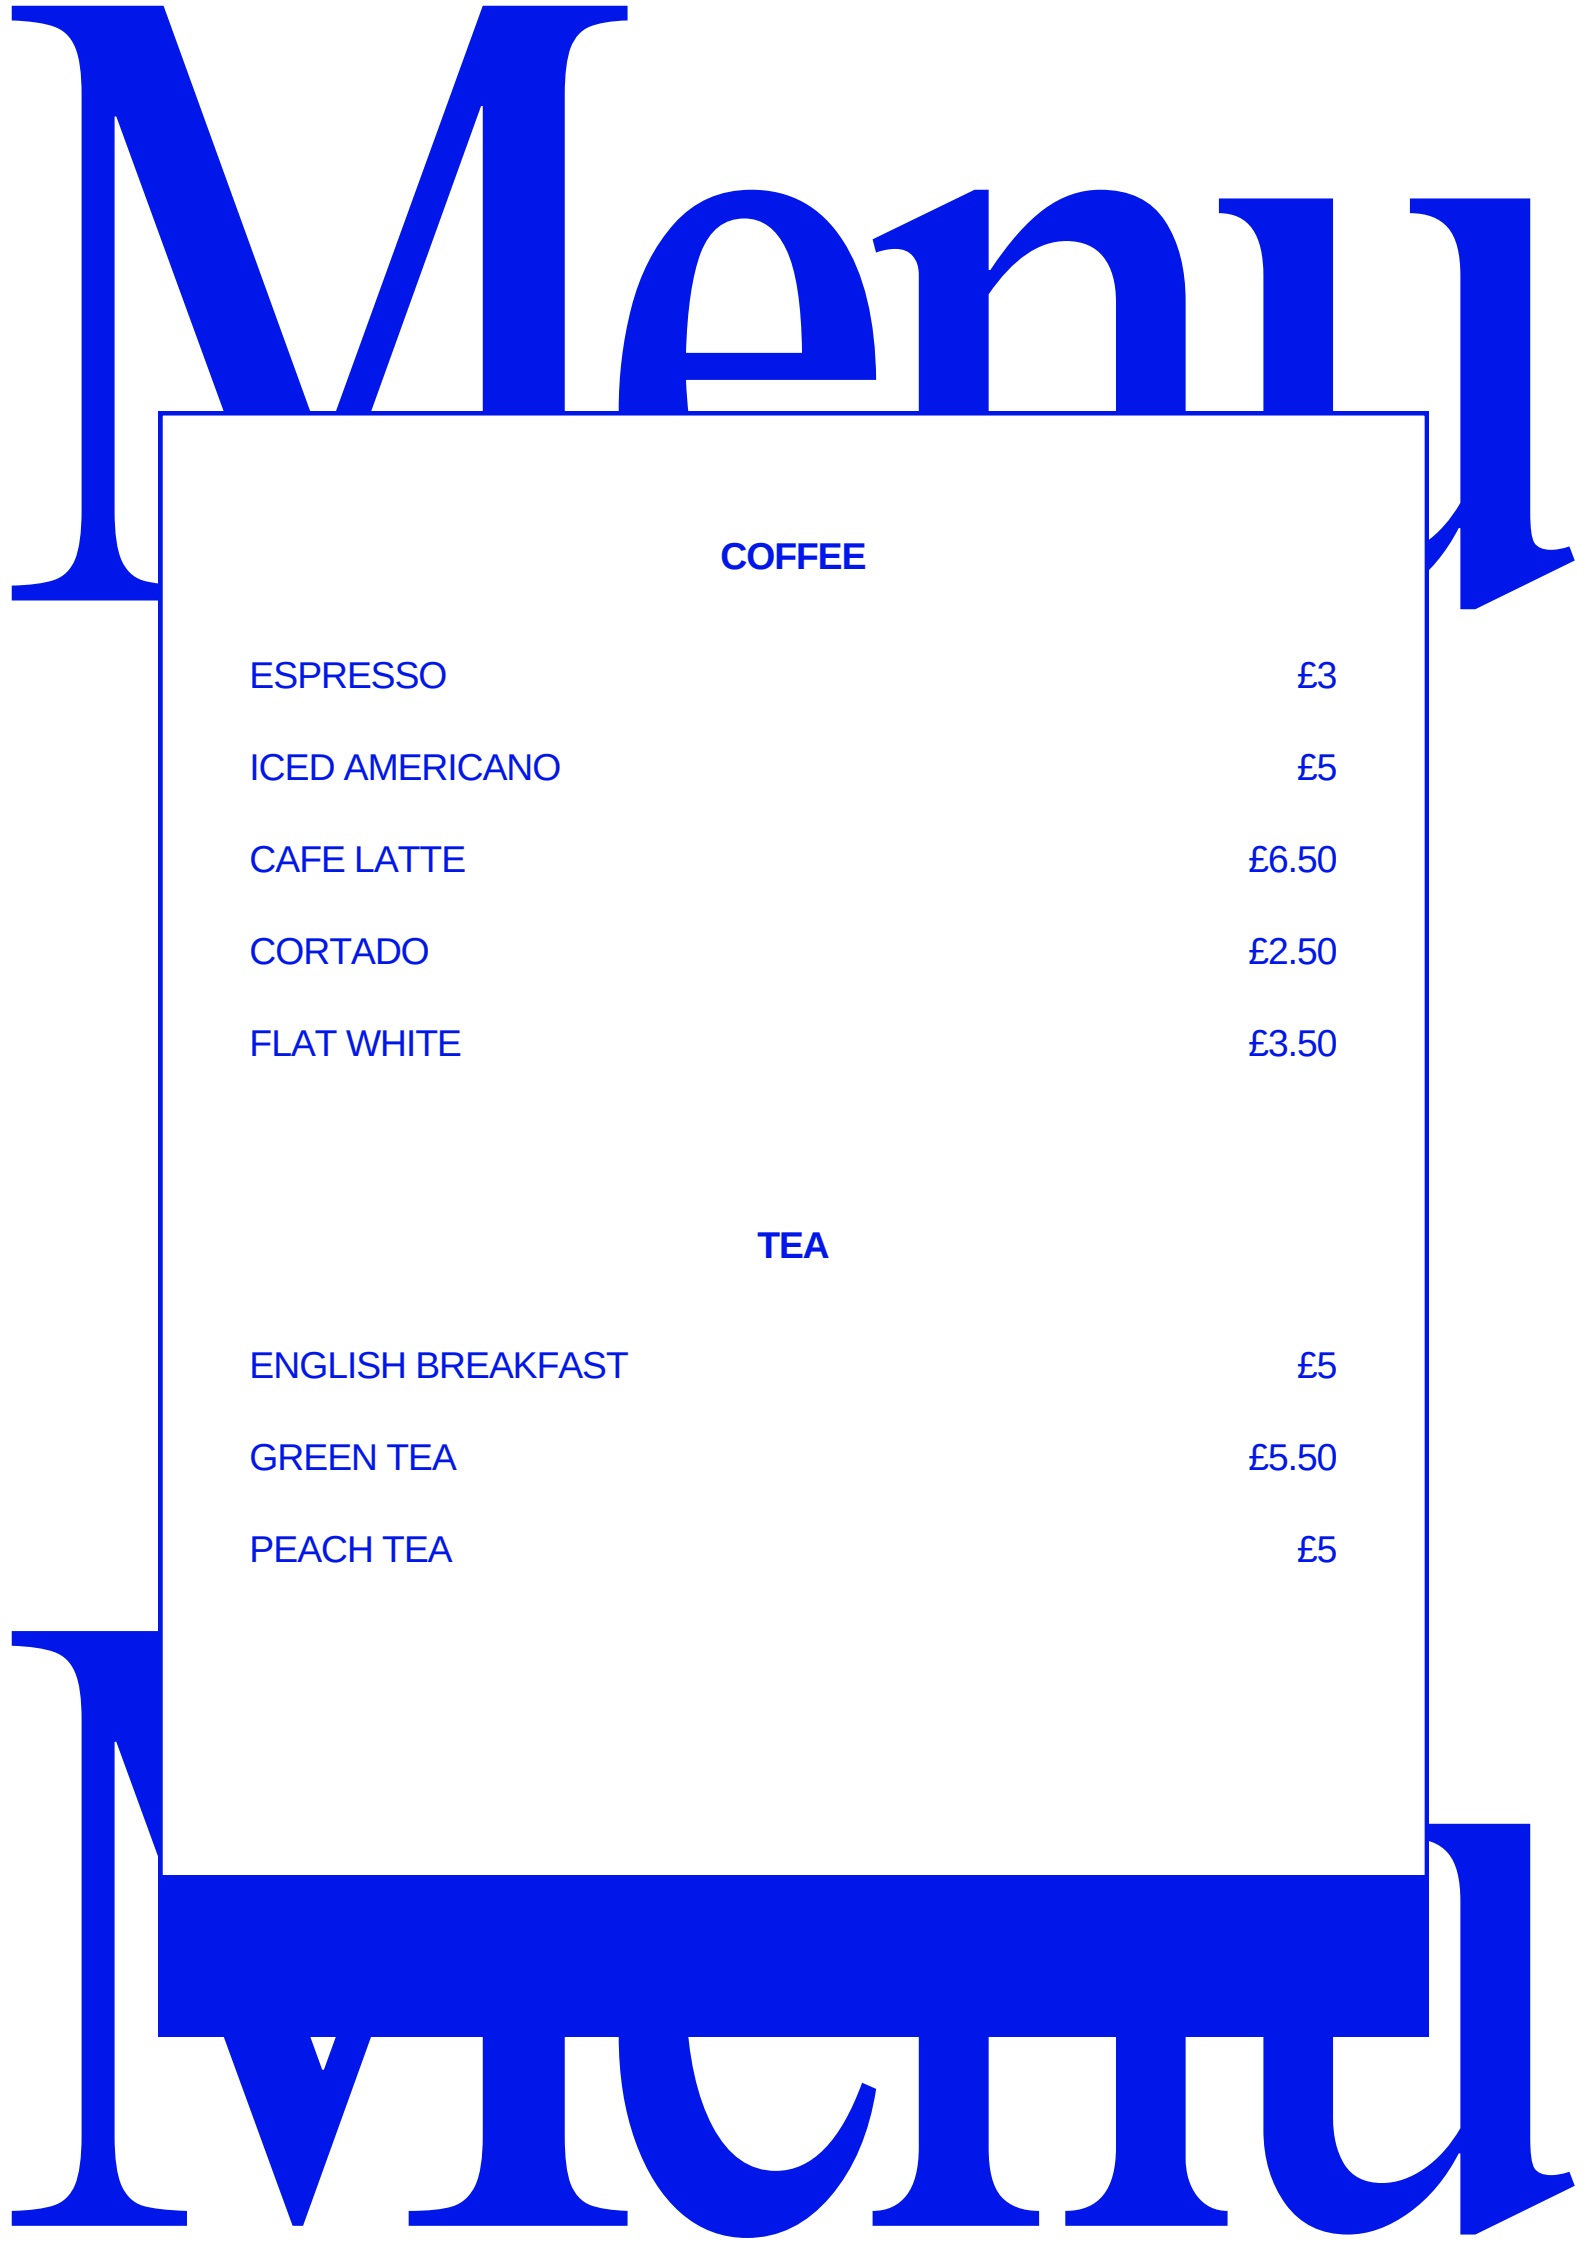 Menu
COFFEE
ESPRESSO £3
ICED AMERICANO £5
CAFE LATTE £6.50
CORTADO £2.50
FLAT WHITE £3.50
TEA
ENGLISH BREAKFAST £5
GREEN TEA £5.50
PEACH TEA £5
Menu